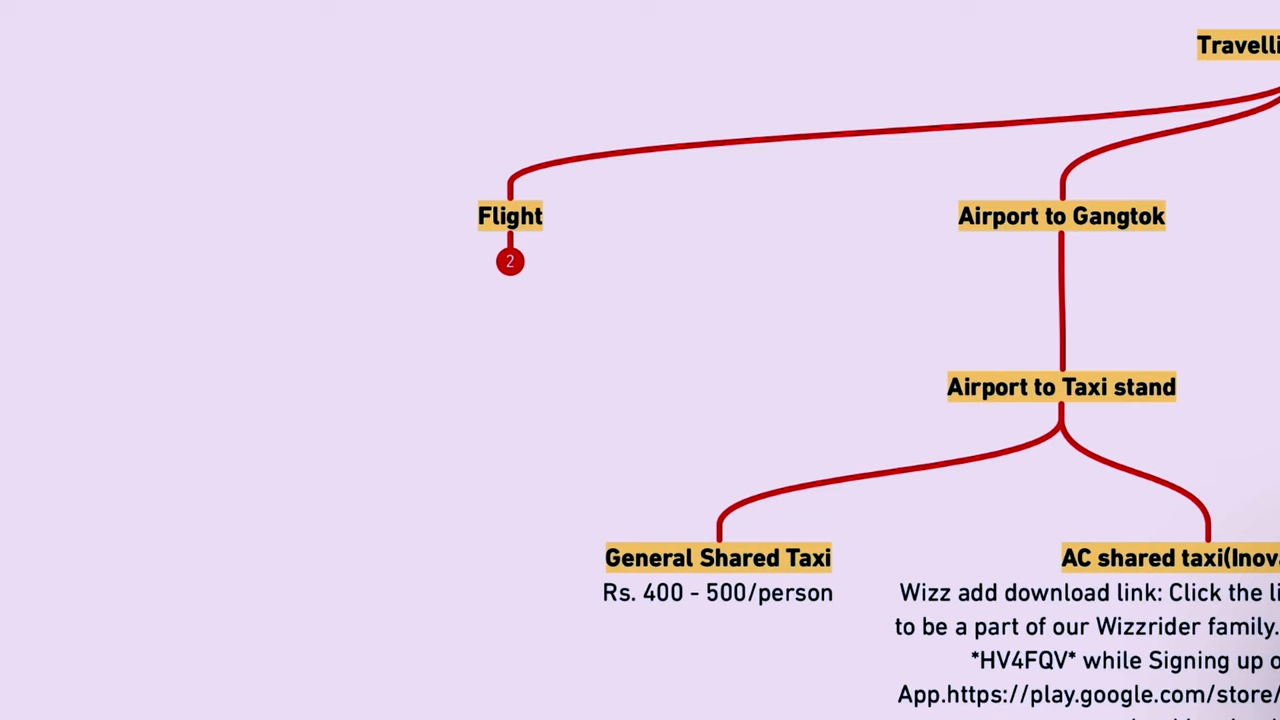 Travelli
Flight
Airport to Gangtok
2
Airport to Taxi stand
General Shared Taxi
AC shared taxi(Inova
Rs. 400 - 500/person
Wizz add download link: Click the li
to be a part of our Wizzrider family.
*HV4FQV* while Signing up o
App.https://play.google.com/store/